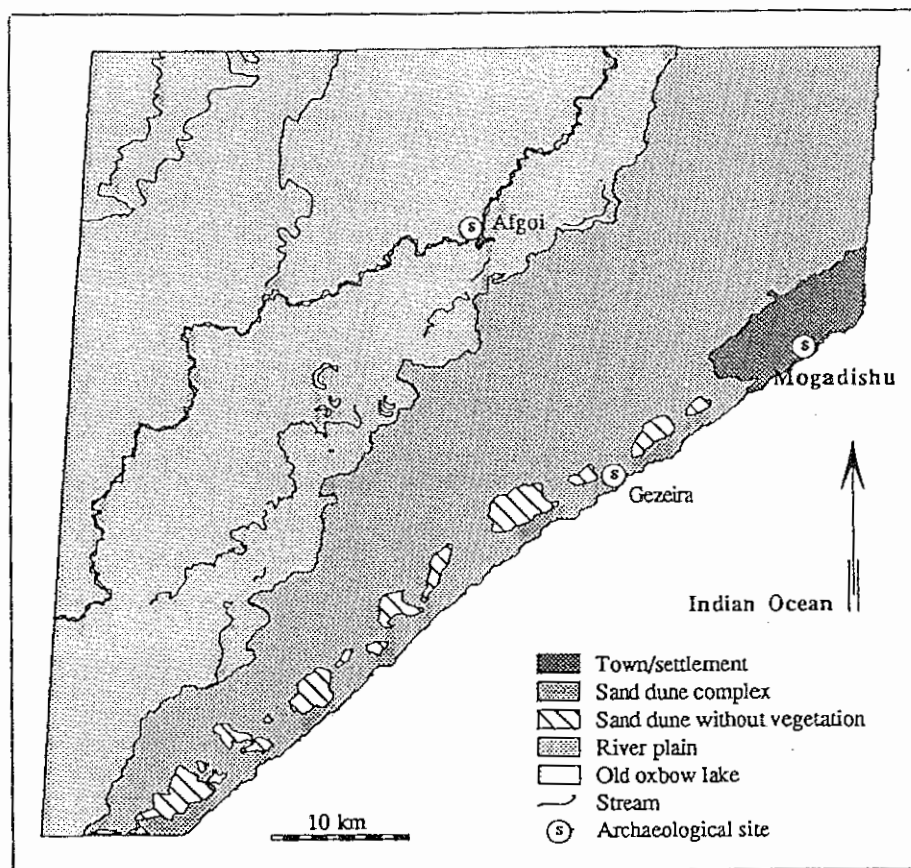 S
Afgoi
S
Mogadishu
S
Gezeira
Indian Ocean
Town/settlement
Sand dune complex
Sand dune without vegetation
River plain
Old oxbow lake
Stream
S Archaeological site
10 km